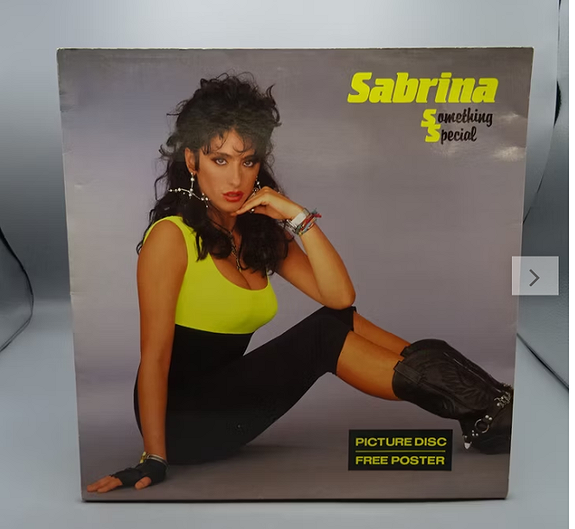 Sabrina
Something
Special
PICTURE DISC
FREE POSTER